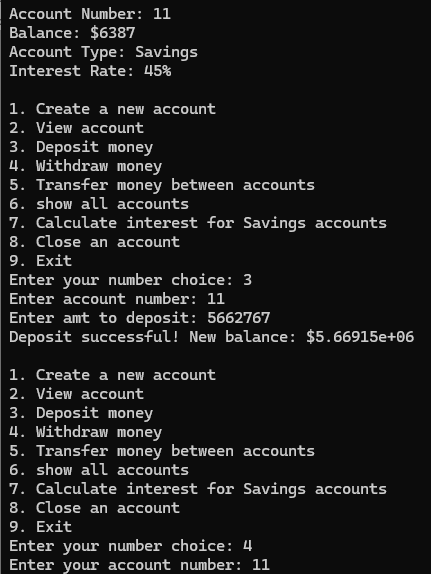 Account Number: 11
Balance: $6387
Account Type: Savings
Interest Rate: 45%
1. Create a new account
2. View account
3. Deposit money
4. Withdraw money
5. Transfer money between accounts
6. show all accounts
7. Calculate interest for Savings accounts
8. Close an account
9. Exit
Enter your number choice: 3
Enter account number: 11
Enter amt to deposit: 5662767
Deposit successful! New balance: $5.66915e+06
1. Create a new account
2. View account
3. Deposit money
4. Withdraw money
5. Transfer money between accounts
6. show all accounts
7. Calculate interest for Savings accounts
8. Close an account
9. Exit
Enter your number choice: 4
Enter your account number: 11